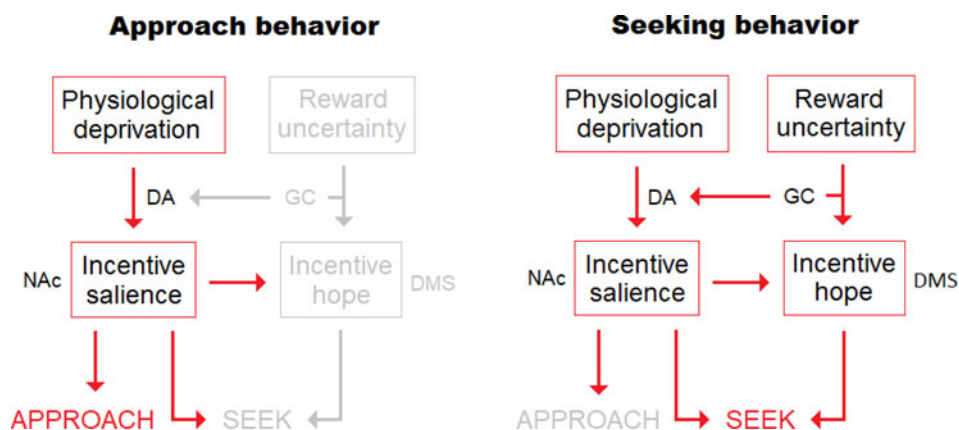 Approach behavior
Physiological
deprivation
Reward
uncertainty
DA
GC
NAc
Incentive
salience
Incentive
hope
DMS
APPROACH
SEEK
Seeking behavior
Physiological
deprivation
Reward
uncertainty
DA
GC
NAc
Incentive
salience
Incentive
hope
DMS
APPROACH
SEEK